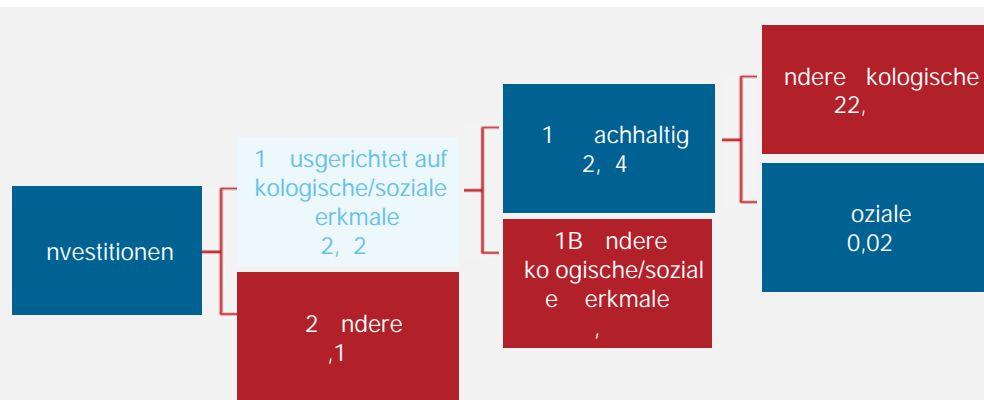 nvestitionen
1 usgerichtet auf
kologische/soziale
erkmale
2, 2
2 ndere
,1
1 achhaltig
2, 4
1B ndere
ko ogische/sozial
e erkmale
,
ndere kologische
22,
oziale
0,02